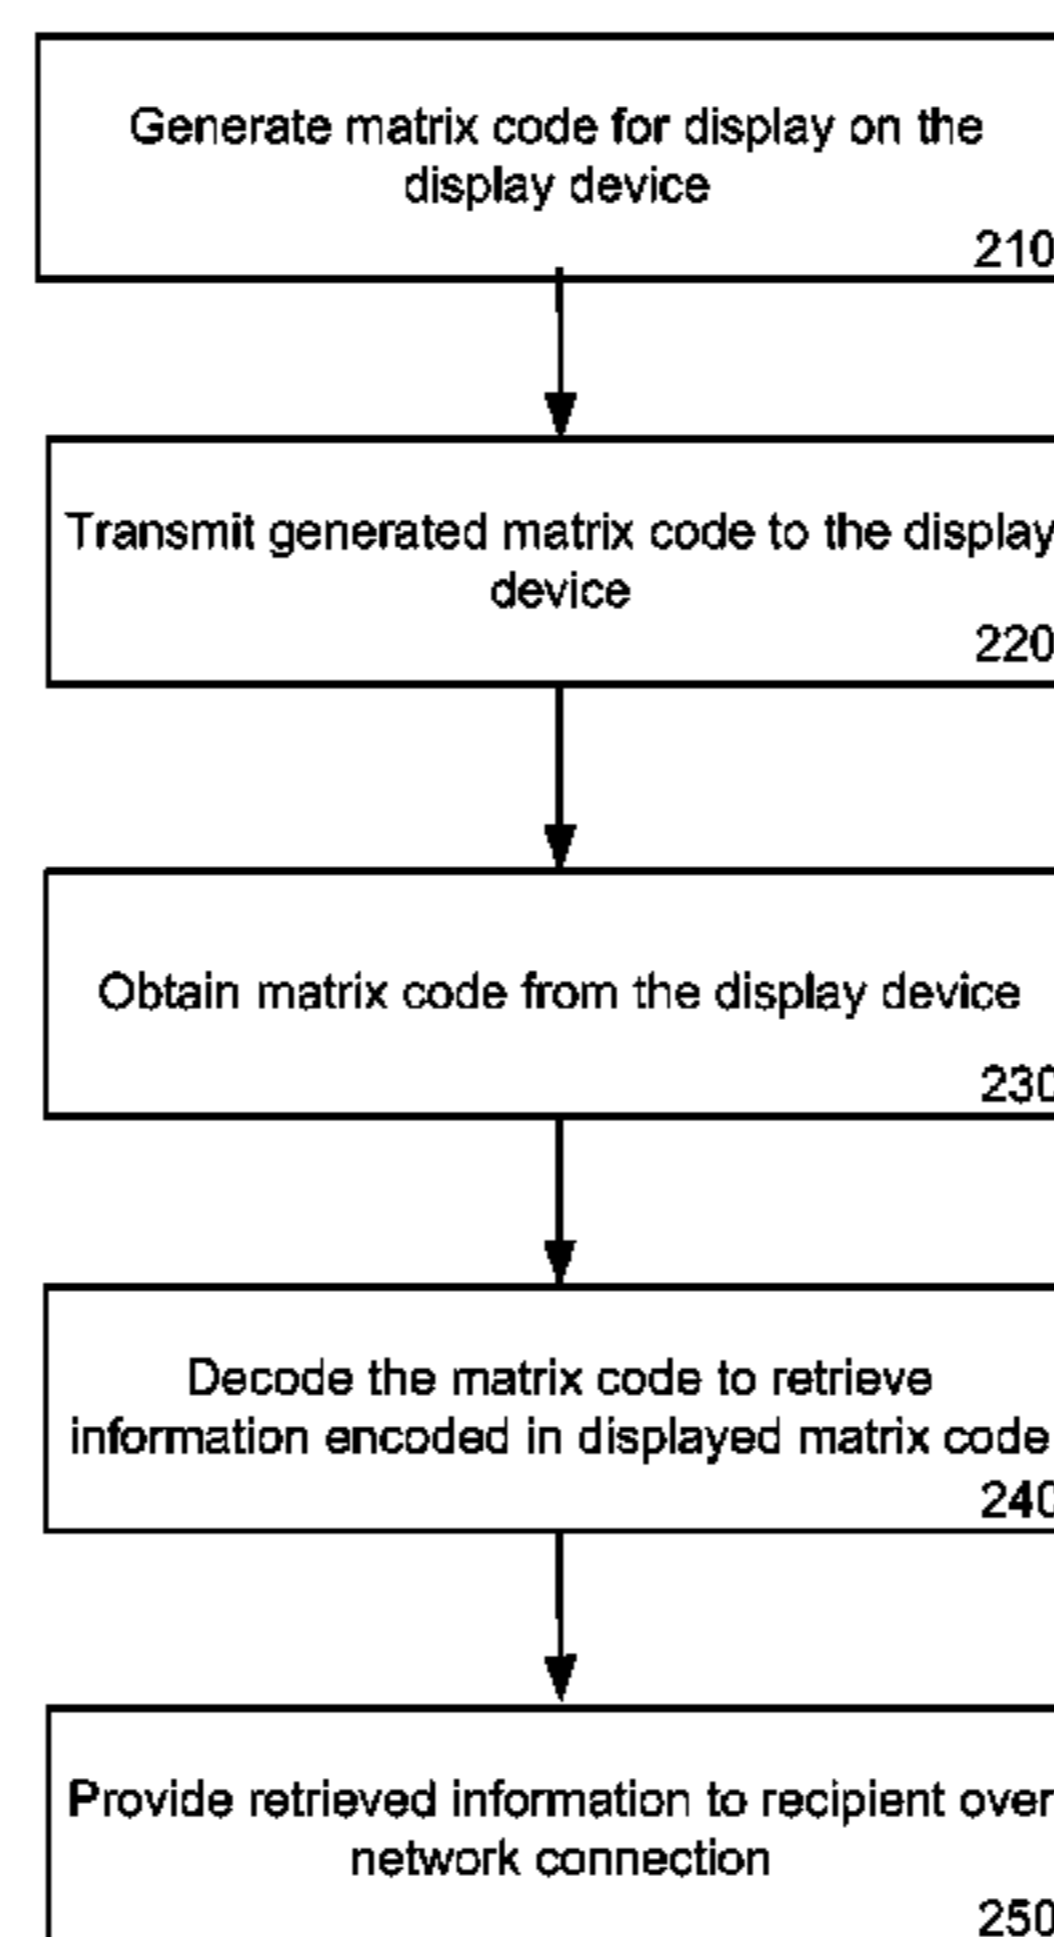 Generate matrix code for display on the
display device
210
Transmit generated matrix code to the display
device
220
Obtain matrix code from the display device
230
Decode the matrix code to retrieve
information encoded in displayed matrix code
240
Provide retrieved information to recipient over
network connection
250